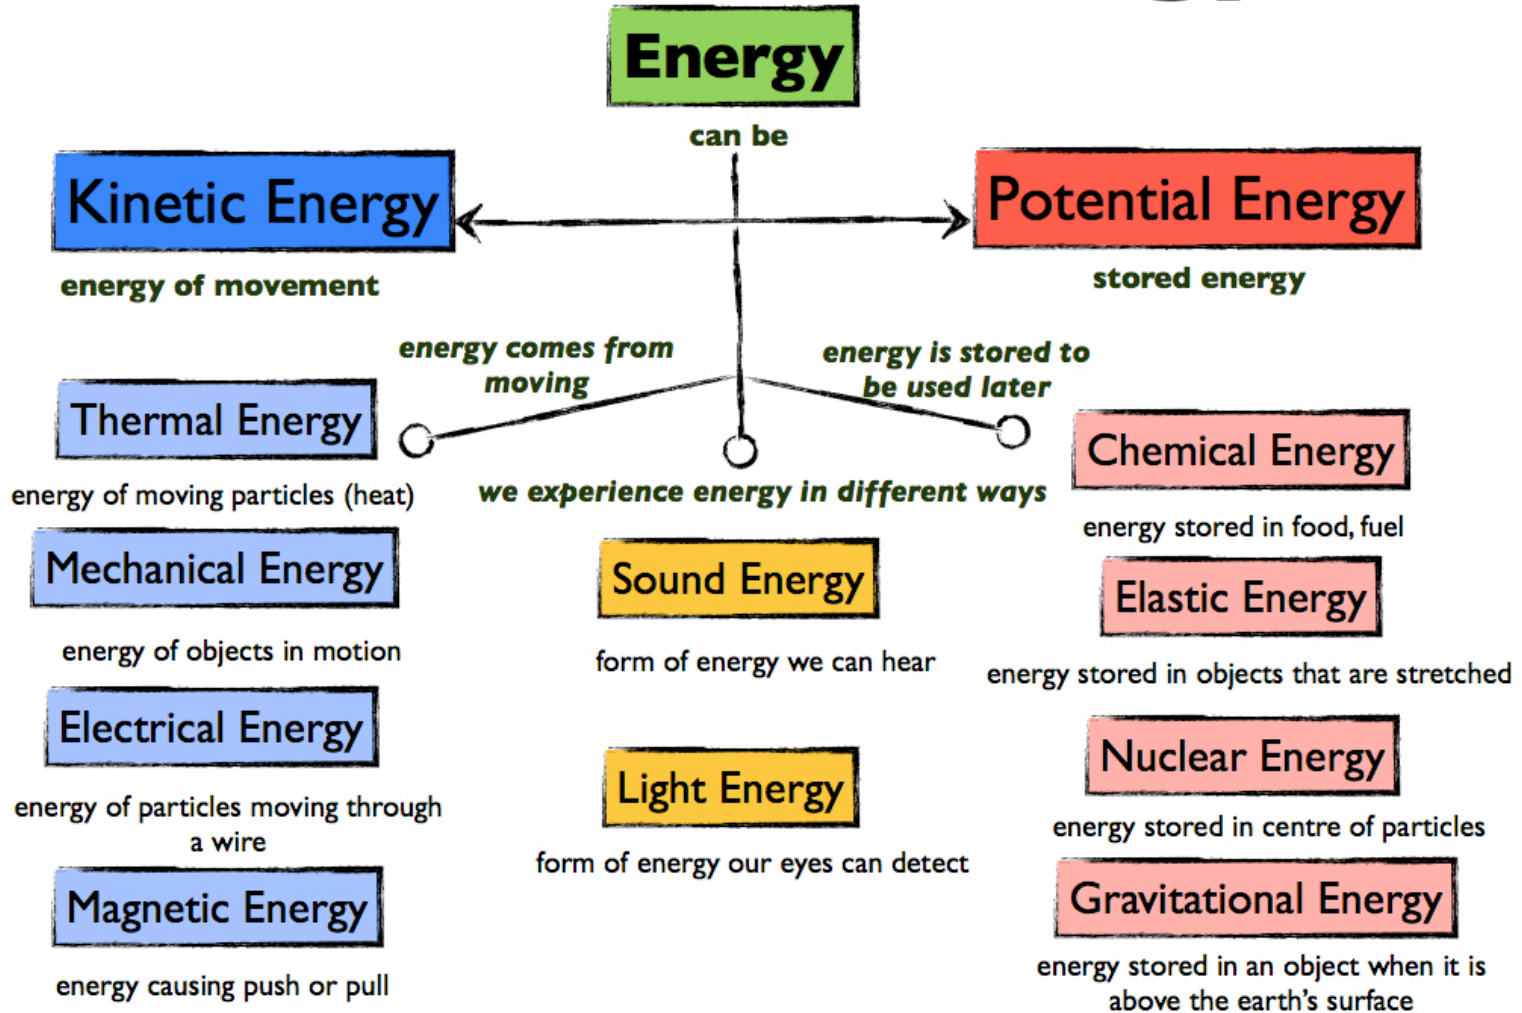 Energy
can be
Kinetic Energy
energy of movement
Potential Energy
stored energy
energy comes from
moving
energy is stored to
be used later
we experience energy in different ways
Thermal Energy
energy of moving particles (heat)
Mechanical Energy
energy of objects in motion
Electrical Energy
energy of particles moving through
a wire
Magnetic Energy
energy causing push or pull
Sound Energy
form of energy we can hear
Light Energy
form of energy our eyes can detect
Chemical Energy
energy stored in food, fuel
Elastic Energy
energy stored in objects that are stretched
Nuclear Energy
energy stored in centre of particles
Gravitational Energy
energy stored in an object when it is
above the earth's surface